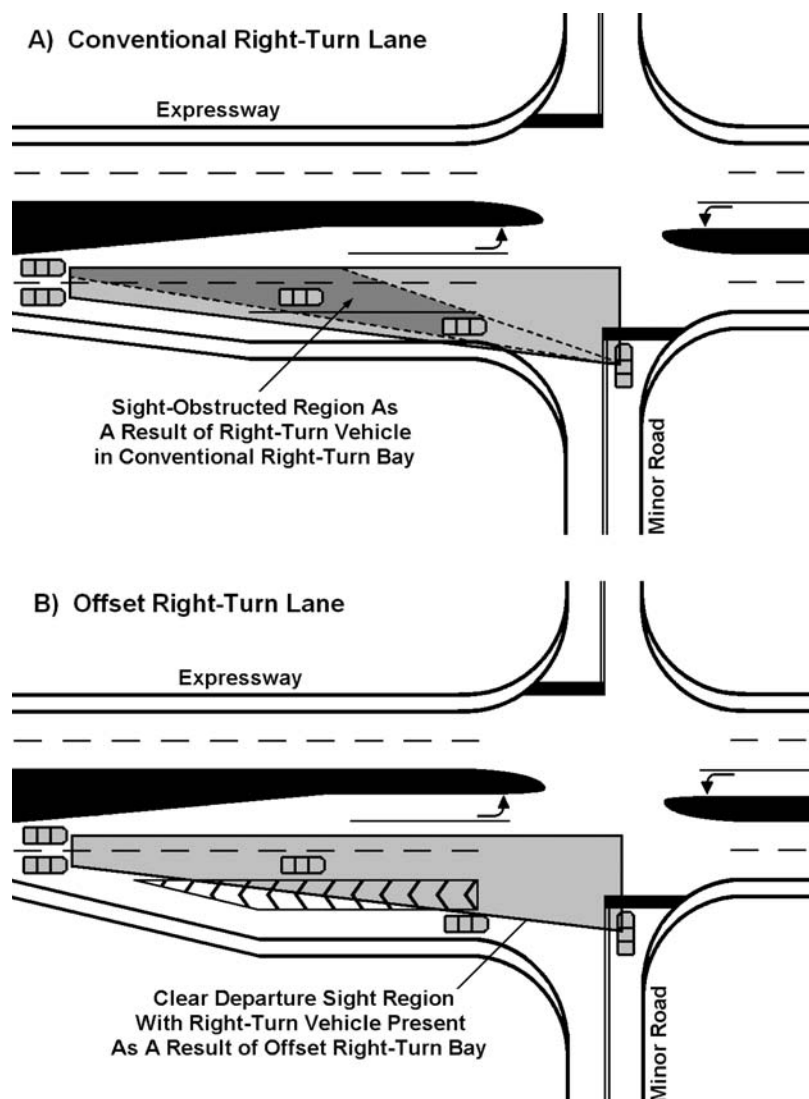 A) Conventional Right-Turn Lane
Expressway
Sight-Obstructed Region As
A Result of Right-Turn Vehicle
in Conventional Right-Turn Bay
Minor Road
B) Offset Right-Turn Lane
Expressway
Clear Departure Sight Region
With Right-Turn Vehicle Present
As A Result of Offset Right-Turn Bay
Minor Road